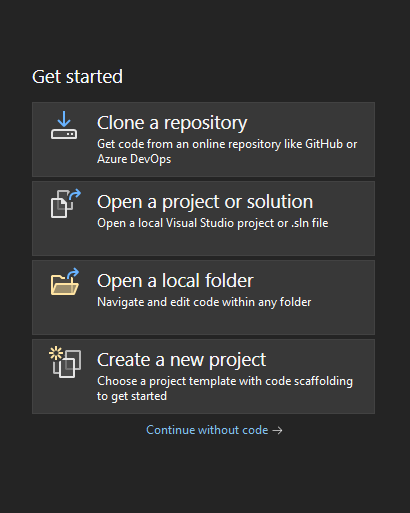 Get started
Clone a repository
Get code from an online repository like GitHub or
Azure DevOps
Open a project or solution
Open a local Visual Studio project or .sln file
Open a local folder
Navigate and edit code within any folder
Create a new project
Choose a project template with code scaffolding
to get started
Continue without code →